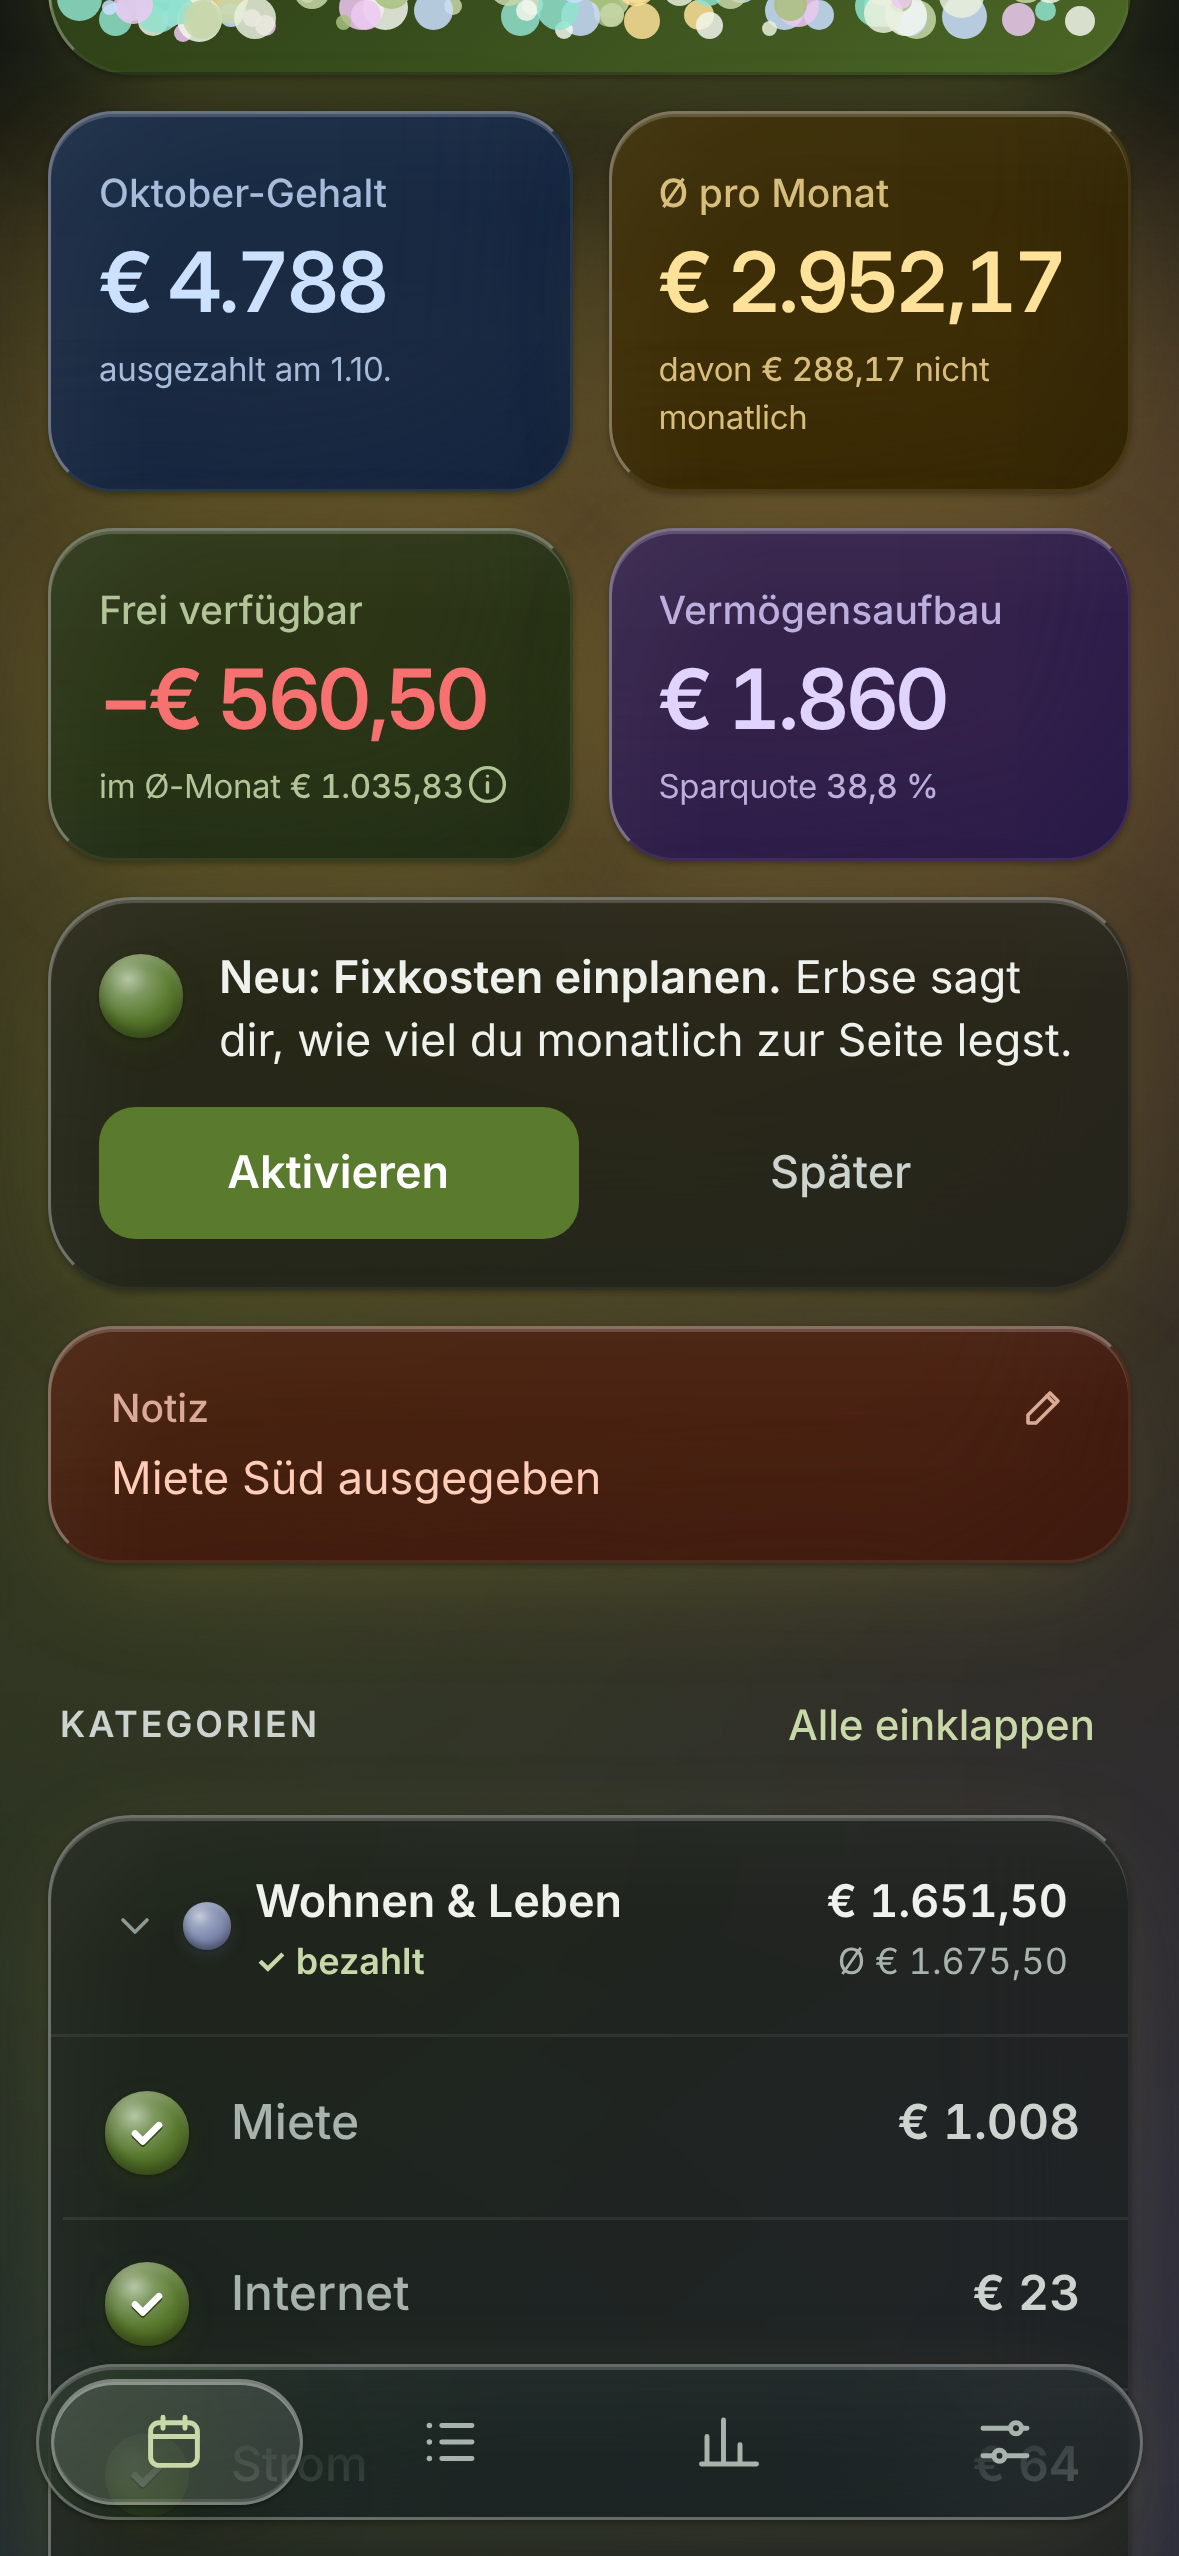 Oktober-Gehalt
€ 4.788
ausgezahlt am 1.10.
Ø pro Monat
€ 2.952,17
davon € 288,17 nicht
monatlich
Frei verfügbar
–€ 560,50
im Ø-Monat € 1.035,83
Vermögensaufbau
€ 1.860
Sparquote 38,8 %
Neu: Fixkosten einplanen. Erbse sagt
dir, wie viel du monatlich zur Seite legst.
Aktivieren
Später
Notiz
Miete Süd ausgegeben
KATEGORIEN
Alle einklappen
Wohnen & Leben
€ 1.651,50
bezahlt
Ø € 1.675,50
Miete
€ 1.008
Internet
€ 23
Strom
€ 64